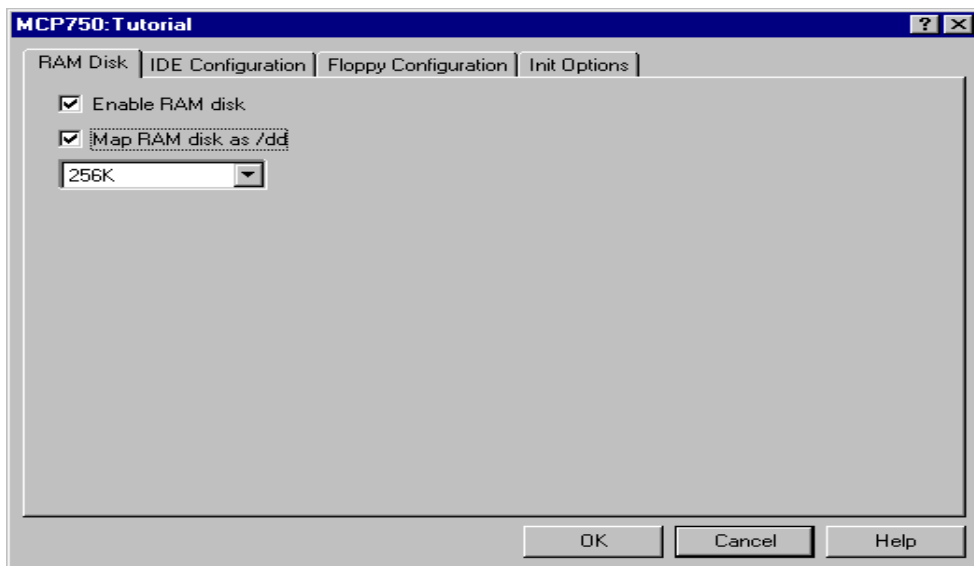 MCP750:Tutorial
RAM Disk IDE Configuration Floppy Configuration Init Options
Enable RAM disk
Map RAM disk as /dd
256K
OK Cancel Help